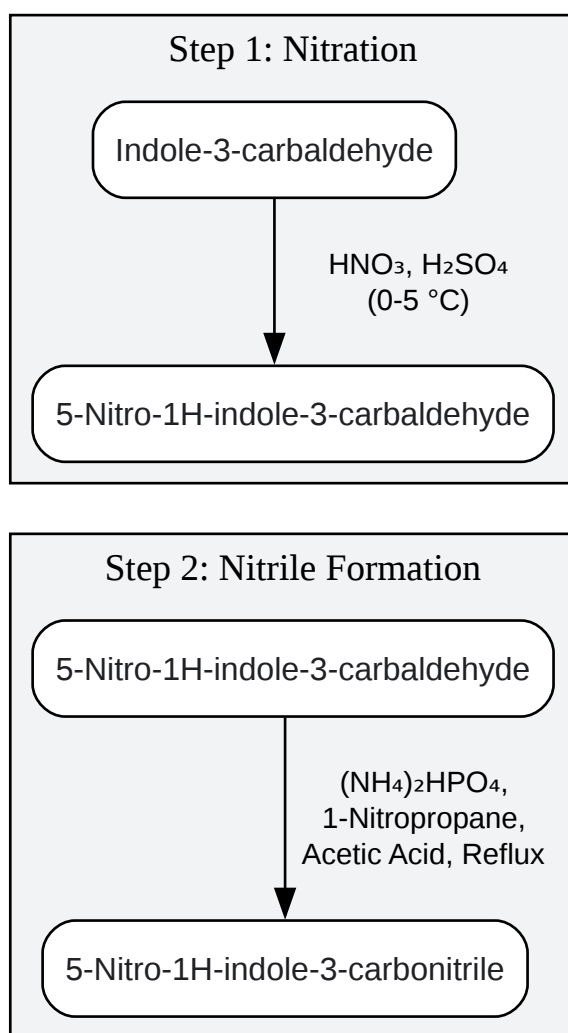 Step 1: Nitration
Indole-3-carbaldehyde
HNO₃, H₂SO₄
(0-5 °C)
5-Nitro-1H-indole-3-carbaldehyde
Step 2: Nitrile Formation
5-Nitro-1H-indole-3-carbaldehyde
(NH₄)₂HPO₄,
1-Nitropropane,
Acetic Acid, Reflux
5-Nitro-1H-indole-3-carbonitrile